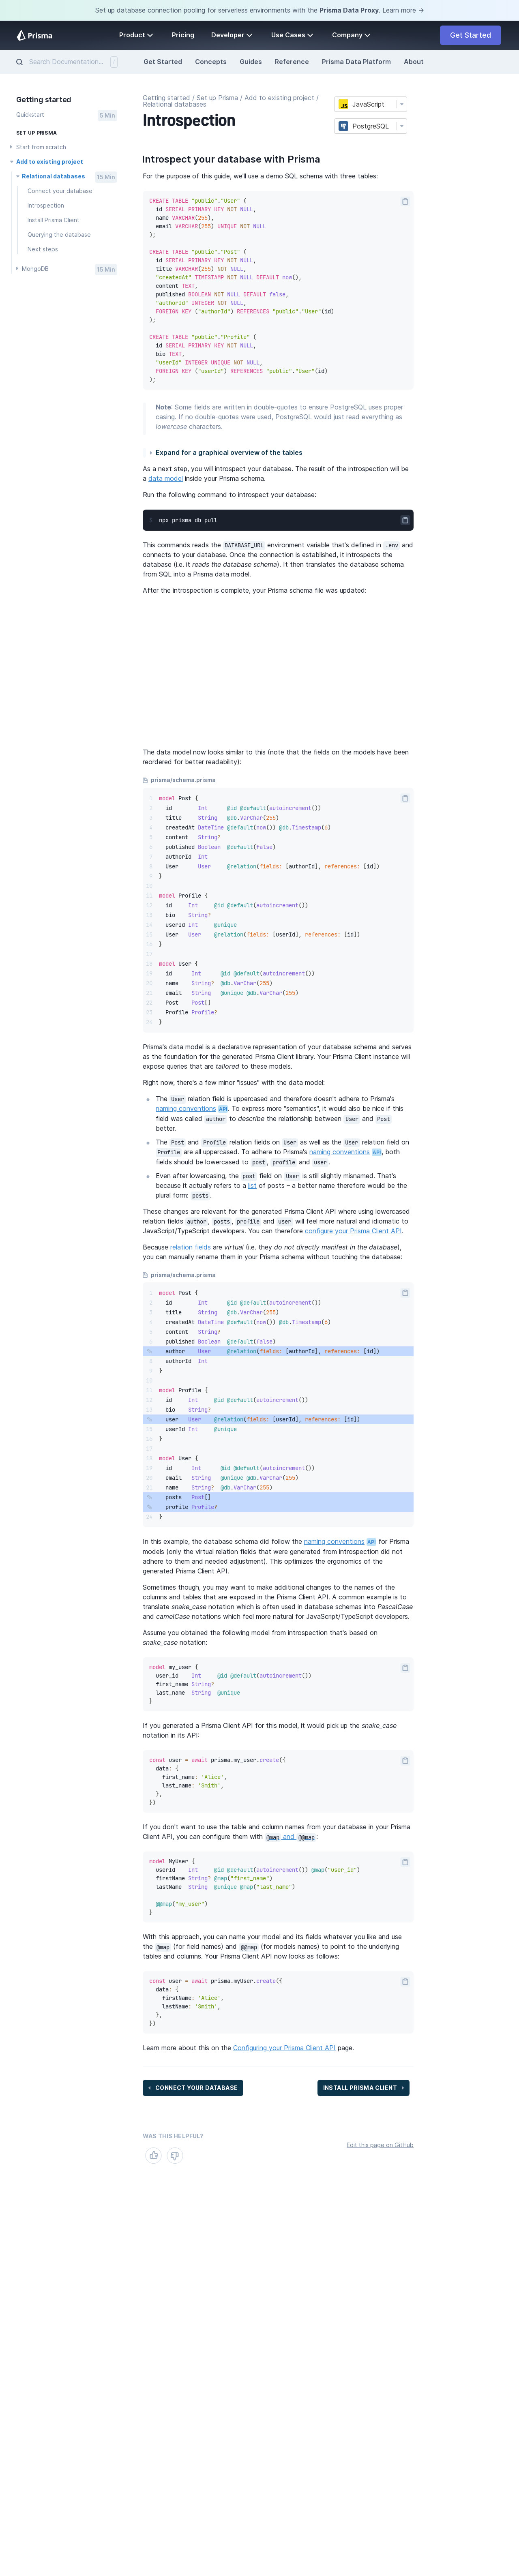 Set up database connection pooling for serverless environments with the Prisma Data Proxy. Learn more →
Prisma
Product
Pricing
Developer
Use Cases
Company
Get Started
Search Documentation...
/
Get Started
Concepts
Guides
Reference
Prisma Data Platform
About
Getting started
Quickstart
5 Min
SET UP PRISMA
Start from scratch
Add to existing project
Relational databases
15 Min
Connect your database
Introspection
Install Prisma Client
Querying the database
Next steps
MongoDB
15 Min
Getting started / Set up Prisma / Add to existing project /
Relational databases
Introspection
JavaScript
PostgreSQL
Introspect your database with Prisma
For the purpose of this guide, we'll use a demo SQL schema with three tables:
CREATE TABLE "public"."User" (
id SERIAL PRIMARY KEY NOT NULL,
name VARCHAR(255),
email VARCHAR(255) UNIQUE NOT NULL
);
CREATE TABLE "public"."Post" (
id SERIAL PRIMARY KEY NOT NULL,
title VARCHAR(255) NOT NULL,
"createdAt" TIMESTAMP NOT NULL DEFAULT now(),
content TEXT,
published BOOLEAN NOT NULL DEFAULT false,
"authorId" INTEGER NOT NULL,
FOREIGN KEY ("authorId") REFERENCES "public"."User"(id)
);
CREATE TABLE "public"."Profile" (
id SERIAL PRIMARY KEY NOT NULL,
bio TEXT,
"userId" INTEGER UNIQUE NOT NULL,
FOREIGN KEY ("userId") REFERENCES "public"."User"(id)
);
Note: Some fields are written in double-quotes to ensure PostgreSQL uses proper
casing. If no double-quotes were used, PostgreSQL would just read everything as
lowercase characters.
Expand for a graphical overview of the tables
As a next step, you will introspect your database. The result of the introspection will be
a data model inside your Prisma schema.
Run the following command to introspect your database:
npx prisma db pull
This commands reads the DATABASE_URL environment variable that's defined in .env and
connects to your database. Once the connection is established, it introspects the
database (i.e. it reads the database schema). It then translates the database schema
from SQL into a Prisma data model.
After the introspection is complete, your Prisma schema file was updated:
The data model now looks similar to this (note that the fields on the models have been
reordered for better readability):
prisma/schema.prisma
1 model Post {
2 id Int @id @default(autoincrement())
3 title String @db.VarChar(255)
4 createdAt DateTime @default(now()) @db.Timestamp(6)
5 content String?
6 published Boolean @default(false)
7 authorId Int
8 User User @relation(fields: [authorId], references: [id])
9 }
10
11 model Profile {
12 id Int @id @default(autoincrement())
13 bio String?
14 userId Int @unique
15 User User @relation(fields: [userId], references: [id])
16 }
17
18 model User {
19 id Int @id @default(autoincrement())
20 name String? @db.VarChar(255)
21 email String @unique @db.VarChar(255)
22 Post Post[]
23 Profile Profile?
24 }
Prisma's data model is a declarative representation of your database schema and serves
as the foundation for the generated Prisma Client library. Your Prisma Client instance will
expose queries that are tailored to these models.
Right now, there's a few minor "issues" with the data model:
The User relation field is uppercased and therefore doesn't adhere to Prisma's
naming conventions API. To express more "semantics", it would also be nice if this
field was called author to describe the relationship between User and Post
better.
The Post and Profile relation fields on User as well as the User relation field on
Profile are all uppercased. To adhere to Prisma's naming conventions API, both
fields should be lowercased to post, profile and user.
Even after lowercasing, the post field on User is still slightly misnamed. That's
because it actually refers to a list of posts – a better name therefore would be the
plural form: posts.
These changes are relevant for the generated Prisma Client API where using lowercased
relation fields author, posts, profile and user will feel more natural and idiomatic to
JavaScript/TypeScript developers. You can therefore configure your Prisma Client API.
Because relation fields are virtual (i.e. they do not directly manifest in the database),
you can manually rename them in your Prisma schema without touching the database:
prisma/schema.prisma
1 model Post {
2 id Int @id @default(autoincrement())
3 title String @db.VarChar(255)
4 createdAt DateTime @default(now()) @db.Timestamp(6)
5 content String?
6 published Boolean @default(false)
author User @relation(fields: [authorId], references: [id])
8 authorId Int
9 }
10
11 model Profile {
12 id Int @id @default(autoincrement())
13 bio String?
user User @relation(fields: [userId], references: [id])
15 userId Int @unique
16 }
17
18 model User {
19 id Int @id @default(autoincrement())
20 email String @unique @db.VarChar(255)
21 name String? @db.VarChar(255)
posts Post[]
profile Profile?
24 }
In this example, the database schema did follow the naming conventions API for Prisma
models (only the virtual relation fields that were generated from introspection did not
adhere to them and needed adjustment). This optimizes the ergonomics of the
generated Prisma Client API.
Sometimes though, you may want to make additional changes to the names of the
columns and tables that are exposed in the Prisma Client API. A common example is to
translate snake_case notation which is often used in database schemas into PascalCase
and camelCase notations which feel more natural for JavaScript/TypeScript developers.
Assume you obtained the following model from introspection that's based on
snake_case notation:
model my_user {
user_id Int @id @default(autoincrement())
first_name String?
last_name String @unique
}
If you generated a Prisma Client API for this model, it would pick up the snake_case
notation in its API:
const user = await prisma.my_user.create({
data: {
first_name: 'Alice',
last_name: 'Smith',
},
})
If you don't want to use the table and column names from your database in your Prisma
Client API, you can configure them with @map and @@map:
model MyUser {
userId Int @id @default(autoincrement()) @map("user_id")
firstName String? @map("first_name")
lastName String @unique @map("last_name")
@@map("my_user")
}
With this approach, you can name your model and its fields whatever you like and use
the @map (for field names) and @@map (for models names) to point to the underlying
tables and columns. Your Prisma Client API now looks as follows:
const user = await prisma.myUser.create({
data: {
firstName: 'Alice',
lastName: 'Smith',
},
})
Learn more about this on the Configuring your Prisma Client API page.
CONNECT YOUR DATABASE
INSTALL PRISMA CLIENT
WAS THIS HELPFUL?
Edit this page on GitHub